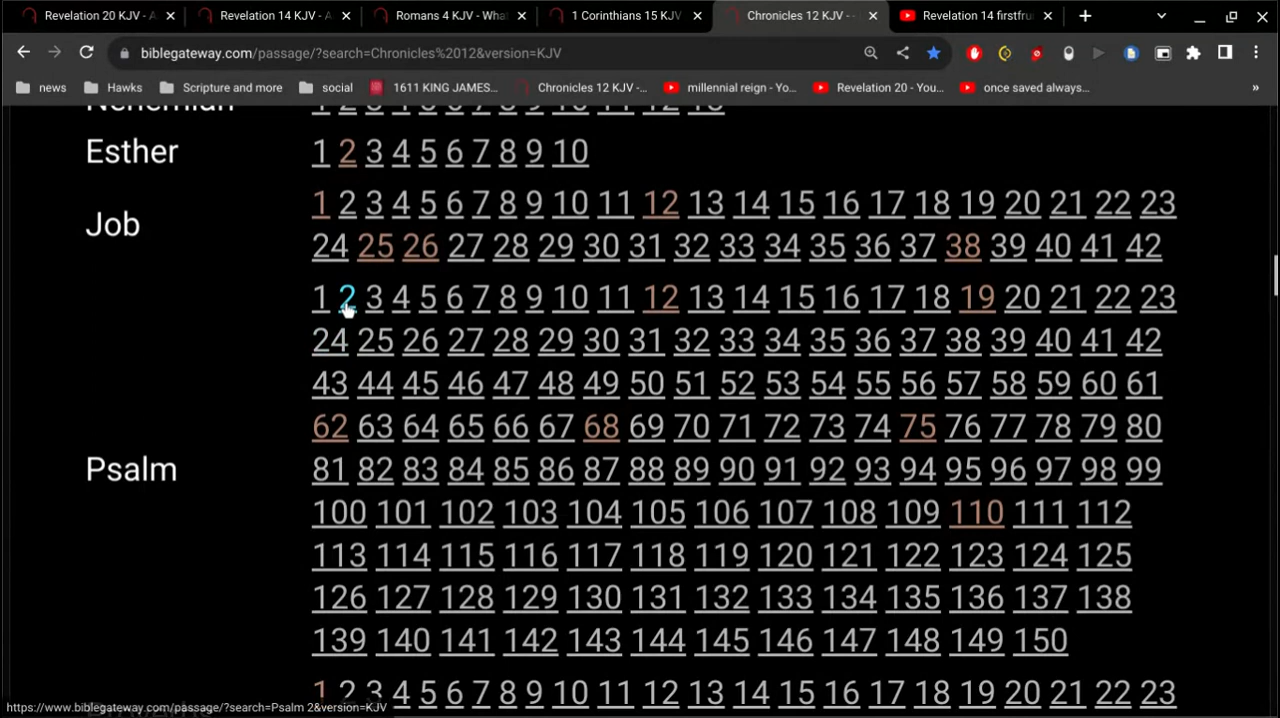 Revelation 20 KJV - A
Revelation 14 KJV - A
Romans 4 KJV - What
1 Corinthians 15 KJV
Chronicles 12 KJV - -
Revelation 14 firstfru
biblegateway.com/passage/?search=Chronicles%2012&version=KJV
news
Hawks
Scripture and more
social
1611 KING JAMES...
Chronicles 12 KJV -...
millennial reign - Yo...
Revelation 20 - You...
once saved always...
»
Nehemiah
1 2 3 4 5 6 7 8 9 10 11 12 13
Esther
1 2 3 4 5 6 7 8 9 10
Job
1 2 3 4 5 6 7 8 9 10 11 12 13 14 15 16 17 18 19 20 21 22 23
24 25 26 27 28 29 30 31 32 33 34 35 36 37 38 39 40 41 42
Psalm
1 2 3 4 5 6 7 8 9 10 11 12 13 14 15 16 17 18 19 20 21 22 23
24 25 26 27 28 29 30 31 32 33 34 35 36 37 38 39 40 41 42
43 44 45 46 47 48 49 50 51 52 53 54 55 56 57 58 59 60 61
62 63 64 65 66 67 68 69 70 71 72 73 74 75 76 77 78 79 80
81 82 83 84 85 86 87 88 89 90 91 92 93 94 95 96 97 98 99
100 101 102 103 104 105 106 107 108 109 110 111 112
113 114 115 116 117 118 119 120 121 122 123 124 125
126 127 128 129 130 131 132 133 134 135 136 137 138
139 140 141 142 143 144 145 146 147 148 149 150
1 2 3 4 5 6 7 8 9 10 11 12 13 14 15 16 17 18 19 20 21 22 23
Proverbs
https://www.biblegateway.com/passage/?search=Psalm 2&version=KJV